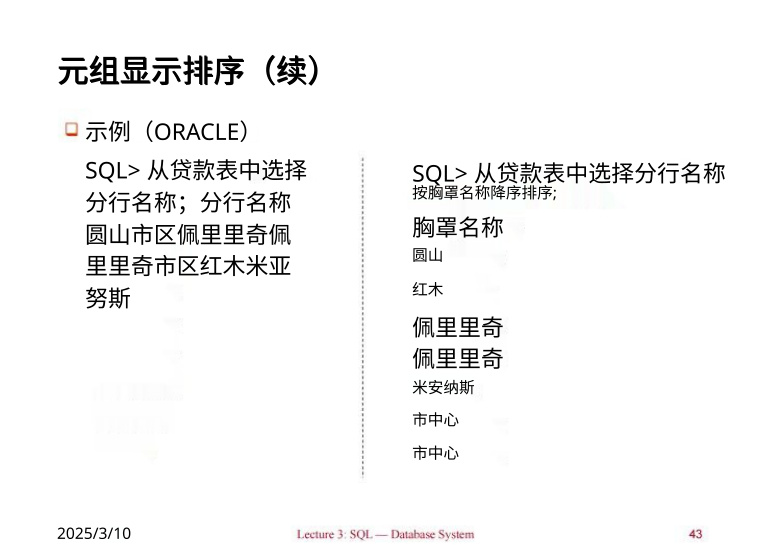 元组显示排序（续）
示例（ORACLE）
SQL> 从贷款表中选择
分行名称；分行名称
圆山市区佩里里奇佩
里里奇市区红木米亚
努斯
SQL> 从贷款表中选择分行名称
按胸罩名称降序排序;
胸罩名称
圆山
红木
佩里里奇
佩里里奇
米安纳斯
市中心
市中心
2025/3/10
Lecture 3: SQL — Database System
43